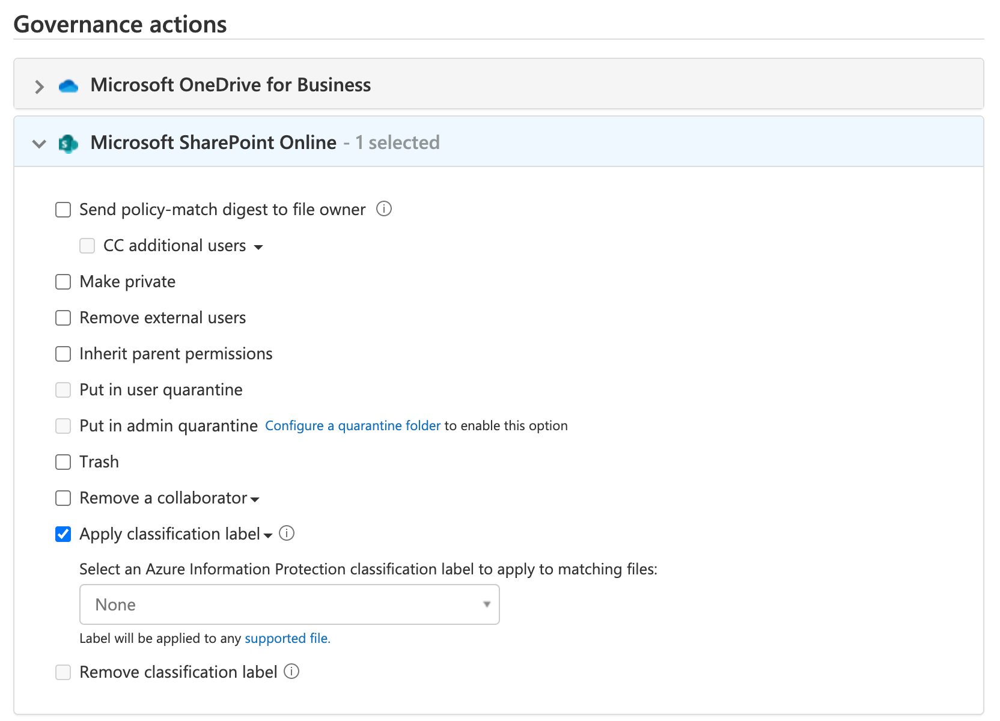 Governance actions
Microsoft OneDrive for Business
Microsoft SharePoint Online - 1 selected
Send policy-match digest to file owner
CC additional users
Make private
Remove external users
Inherit parent permissions
Put in user quarantine
Put in admin quarantine Configure a quarantine folder to enable this option
Trash
Remove a collaborator
Apply classification label
Select an Azure Information Protection classification label to apply to matching files:
None
Label will be applied to any supported file.
Remove classification label